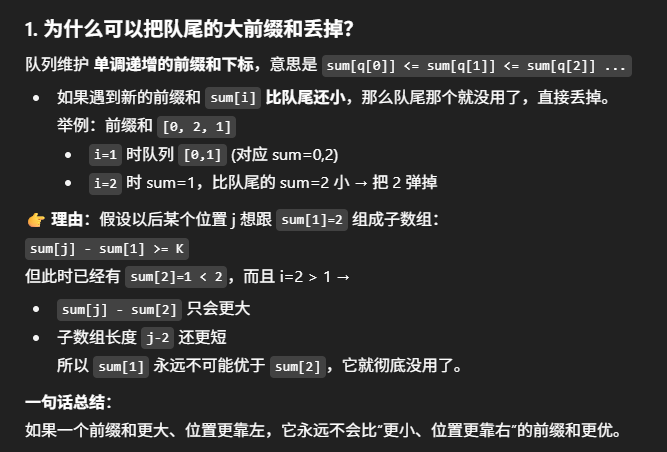 1. 为什么可以把队尾的大前缀和丢掉？
队列维护 单调递增的前缀和下标，意思是 sum[q[0]] <= sum[q[1]] <= sum[q[2]] ...
• 如果遇到新的前缀和 sum[i] 比队尾还小，那么队尾那个就没用了，直接丢掉。
举例：前缀和 [0, 2, 1]
• i=1 时队列 [0,1] (对应 sum=0,2)
• i=2 时 sum=1，比队尾的 sum=2 小 → 把 2 弹掉
👉 理由：假设以后某个位置 j 想跟 sum[1]=2 组成子数组：
sum[j] - sum[1] >= K
但此时已经有 sum[2]=1 < 2，而且 i=2 > 1 →
• sum[j] - sum[2] 只会更大
• 子数组长度 j-2 还更短
所以 sum[1] 永远不可能优于 sum[2]，它就彻底没用了。
一句话总结：
如果一个前缀和更大、位置更靠左，它永远不会比“更小、位置更靠右”的前缀和更优。